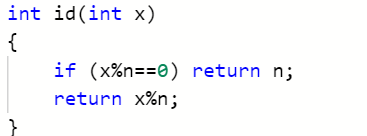 int id(int x)
{
    if (x%n==0) return n;
    return x%n;
}